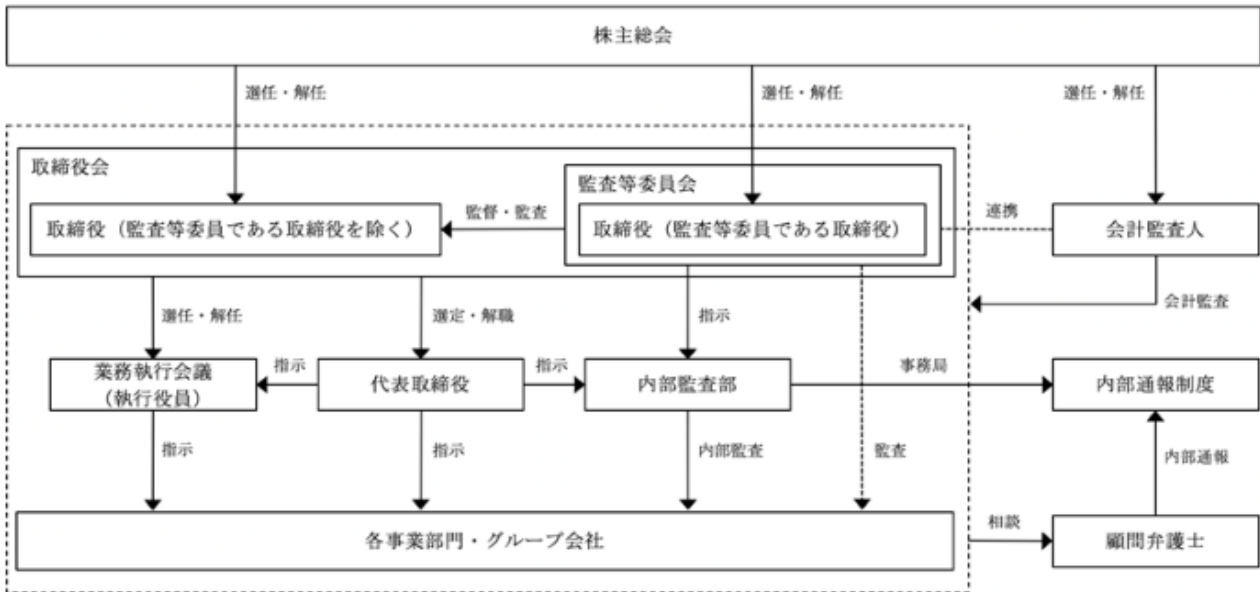 株主総会
選任・解任
選任・解任
選任・解任
取締役会
監査等委員会
取締役（監査等委員である取締役を除く）
監督・監査
取締役（監査等委員である取締役）
連携
会計監査人
会計監査
選任・解任
選定・解職
指示
業務執行会議
（執行役員）
指示
代表取締役
指示
内部監査部
事務局
内部通報制度
指示
指示
内部監査
監査
内部通報
各事業部門・グループ会社
相談
顧問弁護士